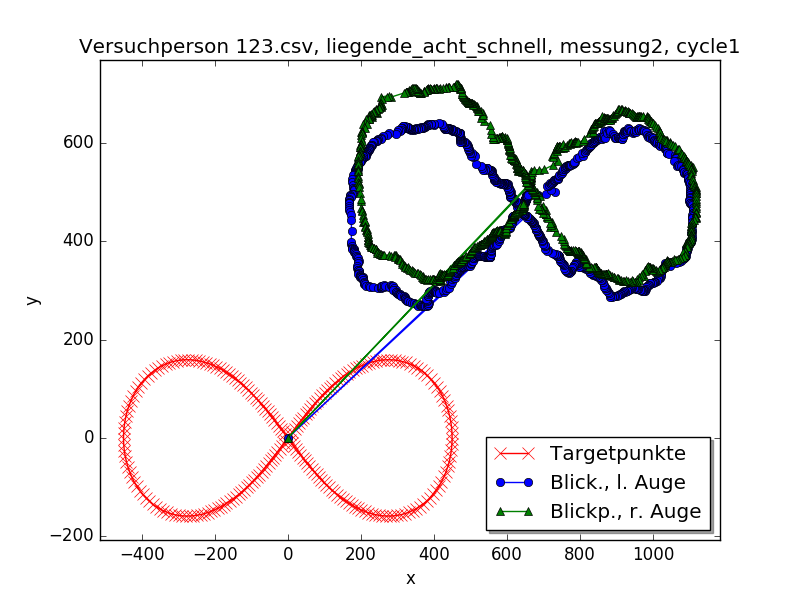 Versuchperson 123.csv, liegende_acht_schnell, messung2, cycle1
y
600
400
200
0
−200
−400
−200
0
200
400
600
800
1000
x
Targetpunkte
Blick., l. Auge
Blickp., r. Auge